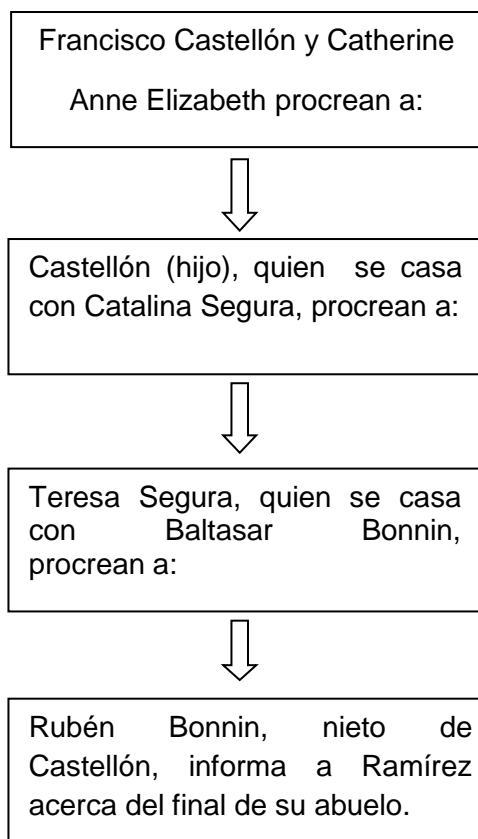 Francisco Castellón y Catherine
Anne Elizabeth procrean a:
Castellón (hijo), quien se casa
con Catalina Segura, procrean a:
Teresa Segura, quien se casa
con Baltasar Bonnin,
procrean a:
Rubén Bonnin, nieto de
Castellón, informa a Ramírez
acerca del final de su abuelo.